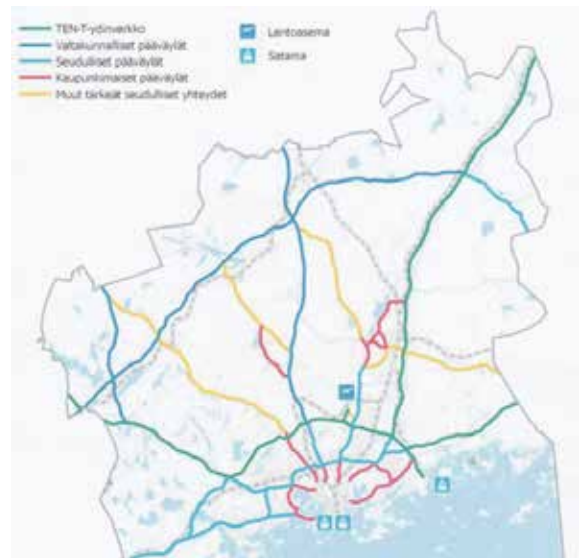 TEN-T-ydinverkko
Valtakunnalliset pääväylät
Seudulliset pääväylät
Kaupunkimaiset pääväylät
Muut tärkeät seudulliset yhteydet
Lentoasema
Satama